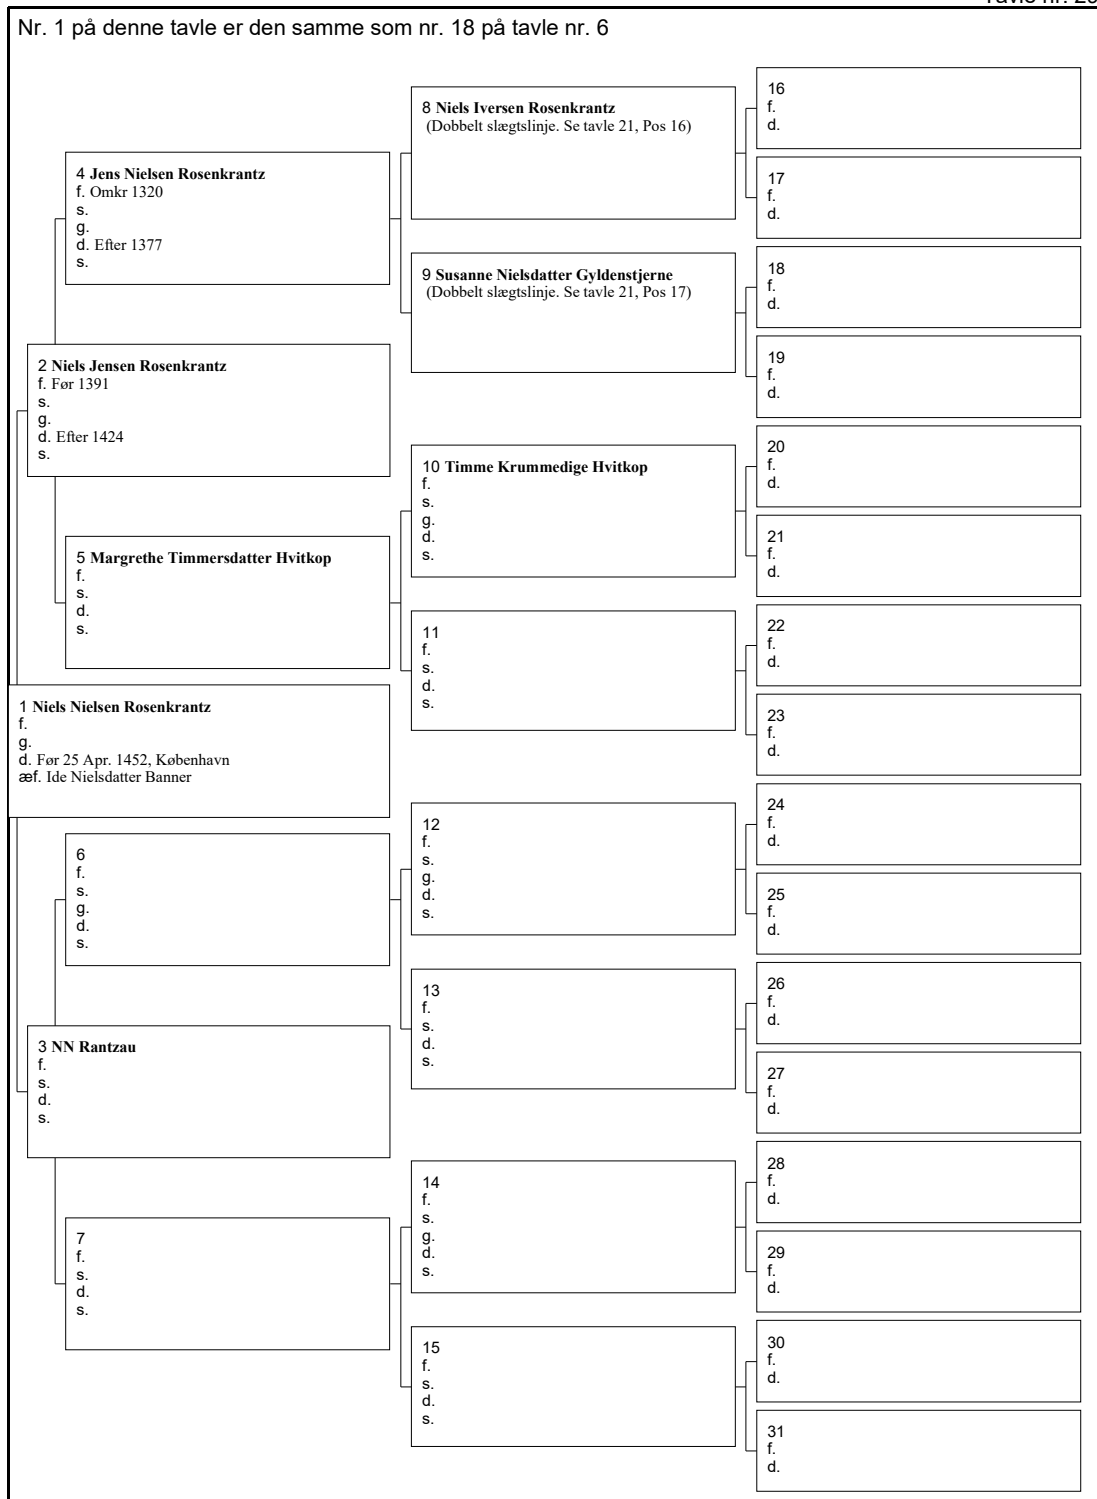 Nr. 1 på denne tavle er den samme som nr. 18 på tavle nr. 6
1 Niels Nielsen Rosenkrantz
f.
g.
d. Før 25 Apr. 1452, København
æf. Ide Nielsdatter Banner
2 Niels Jensen Rosenkrantz
f. Før 1391
s.
g.
d. Efter 1424
s.
3 NN Rantzau
f.
s.
d.
s.
4 Jens Nielsen Rosenkrantz
f. Omkr 1320
s.
g.
d. Efter 1377
s.
5 Margrethe Timmersdatter Hvitkop
f.
s.
d.
s.
6
f.
s.
g.
d.
s.
7
f.
s.
d.
s.
8 Niels Iversen Rosenkrantz
(Dobbelt slægtslinje. Se tavle 21, Pos 16)
9 Susanne Nielsdatter Gyldenstjerne
(Dobbelt slægtslinje. Se tavle 21, Pos 17)
10 Timme Krummedige Hvitkop
f.
s.
g.
d.
s.
11
f.
s.
d.
s.
12
f.
s.
g.
d.
s.
13
f.
s.
d.
s.
14
f.
s.
g.
d.
s.
15
f.
s.
d.
s.
16
f.
d.
17
f.
d.
18
f.
d.
19
f.
d.
20
f.
d.
21
f.
d.
22
f.
d.
23
f.
d.
24
f.
d.
25
f.
d.
26
f.
d.
27
f.
d.
28
f.
d.
29
f.
d.
30
f.
d.
31
f.
d.